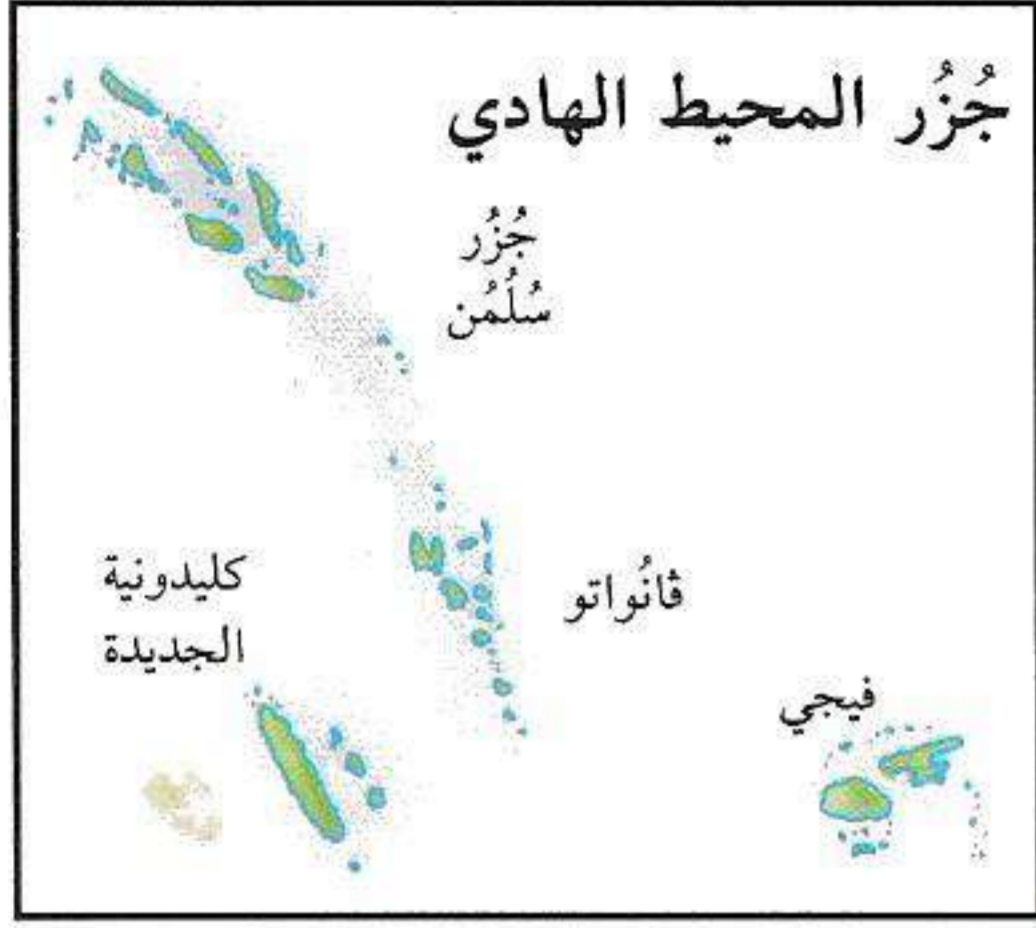 جُزُر المحيط الهادي
جُزُر
سُلُمُن
ڤانُواتو
كليدونية
الجديدة
فيجي